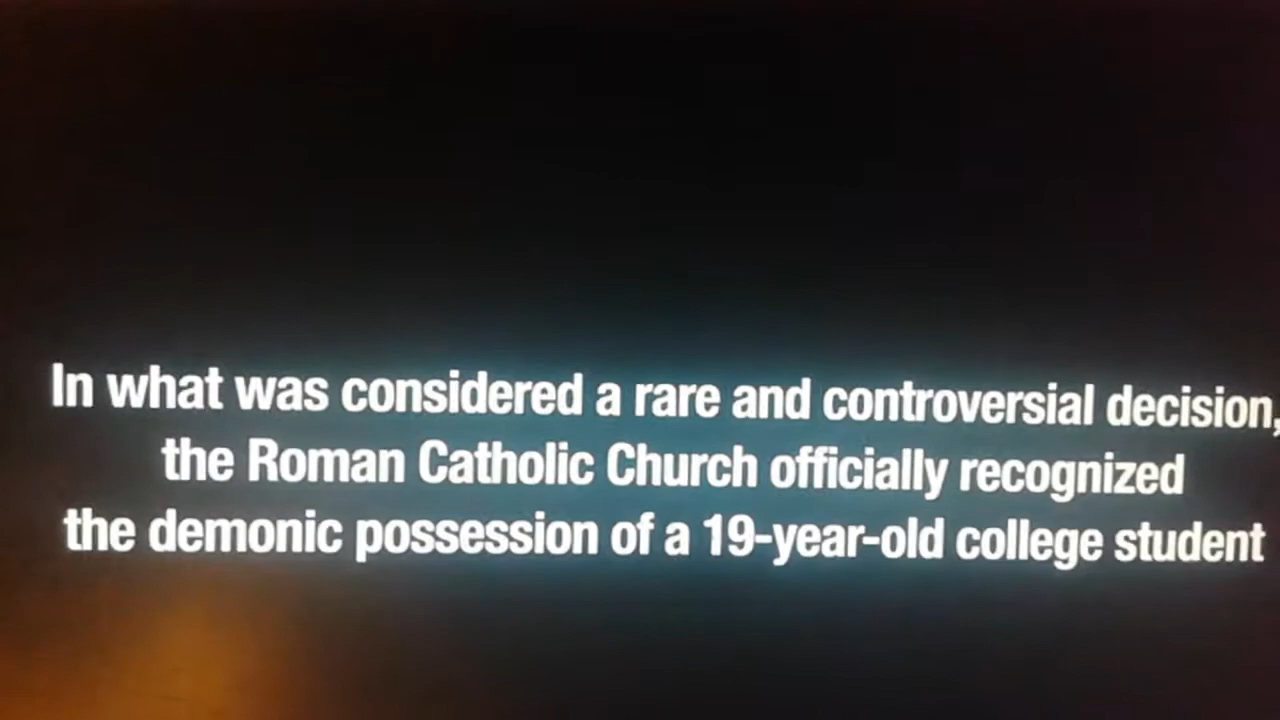 In what was considered a rare and controversial decision,
the Roman Catholic Church officially recognized
the demonic possession of a 19-year-old college student